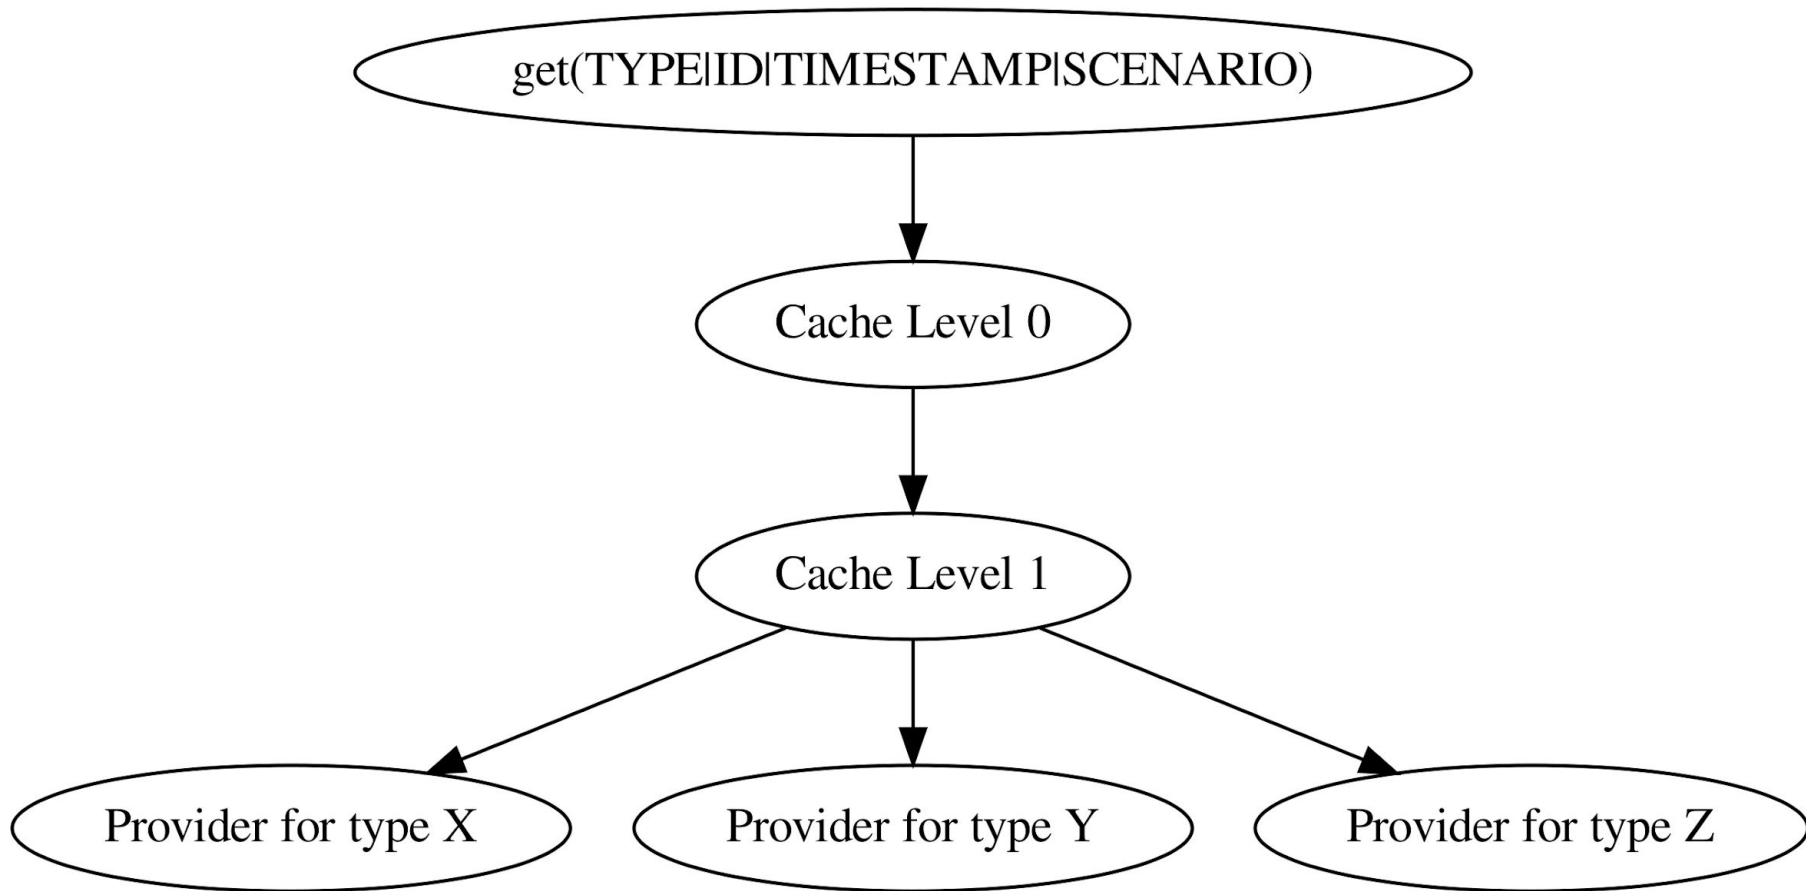 get(TYPE|ID|TIMESTAMP|SCENARIO)
Cache Level 0
Cache Level 1
Provider for type X
Provider for type Y
Provider for type Z